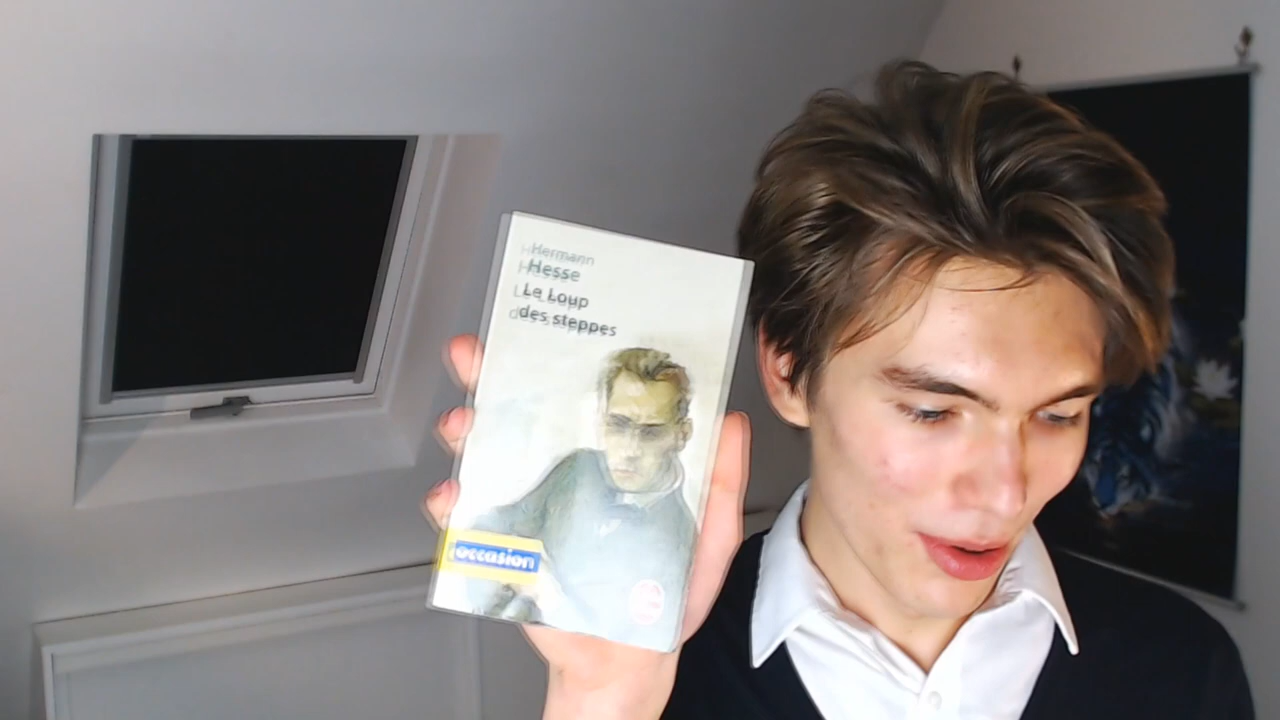 Hermann
Hesse
Le Loup
des steppes
occasion